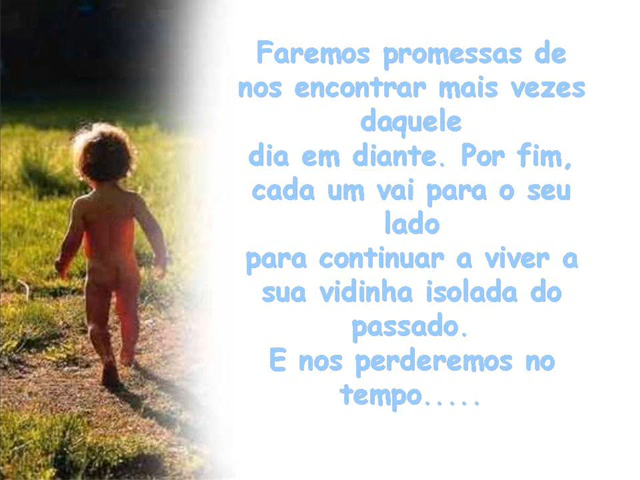 Faremos promessas de
nos encontrar mais vezes
daquele
dia em diante. Por fim,
cada um vai para o seu
lado
para continuar a viver a
sua vidinha isolada do
passado.
E nos perderemos no
tempo.....